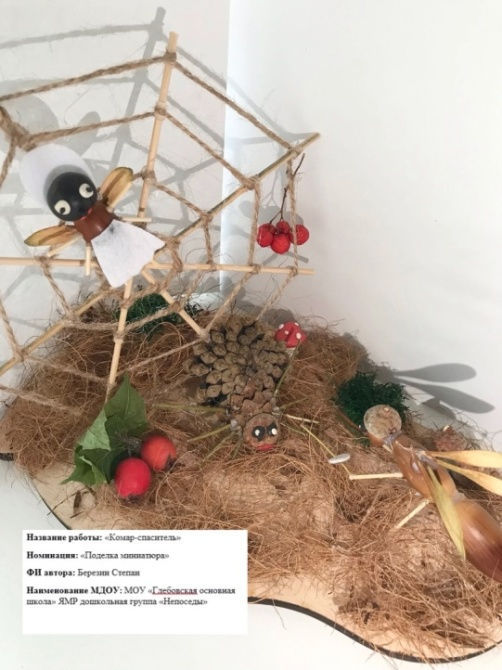 Название работы: «Комар-спаситель»
Номинация: «Поделка миниатюра»
ФИ автора: Березин Степан
Наименование МДОУ: МОУ «Глебовская основная
школа» ЯМР дошкольная группа «Непоседы»